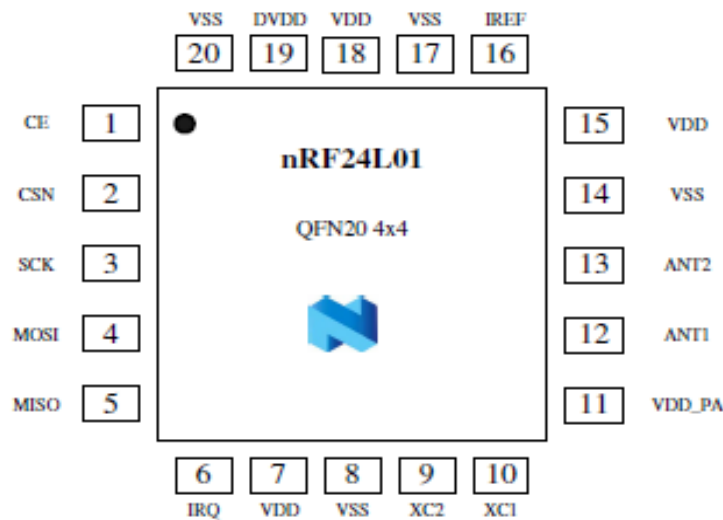 VSS DVDD VDD VSS IREF
20 19 18 17 16
CE 1 15 VDD
nRF24L01
CSN 2 14 VSS
QFN20 4x4
SCK 3 13 ANT2
MOSI 4 12 ANT1
MISO 5 11 VDD_PA
6 7 8 9 10
IRQ VDD VSS XC2 XC1